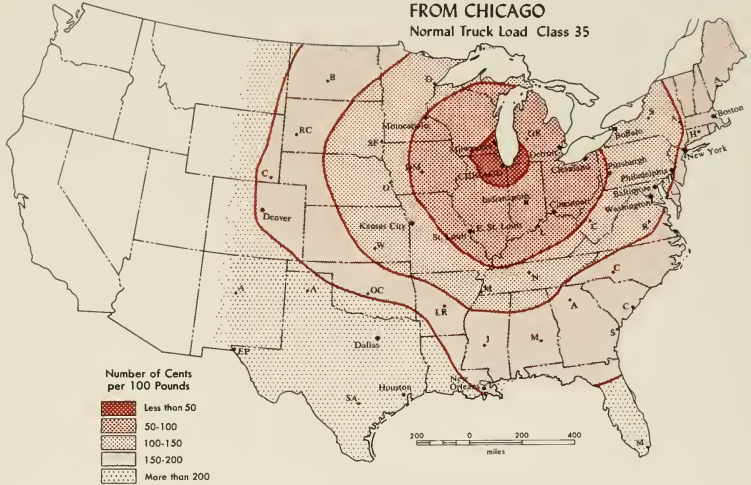 FROM CHICAGO
Normal Truck Load Class 35
B
D
RC
SF
Minneapolis
Milwaukee
GR
Detroit
Buffalo
S
A
Boston
H
New York
C
DM
CHICAGO
Cleveland
Pittsburgh
Philadelphia
Baltimore
Washington
O
Indianapolis
Cincinnati
Denver
Kansas City
St. Louis
E. St. Louis
C
R
W
A
A
OC
M
N
C
LR
A
C
EP
Dallas
J
M
S
Houston
New
Orleans
SA
M
Number of Cents
per 100 Pounds
Less than 50
50-100
100-150
150-200
More than 200
200
0
200
400
miles